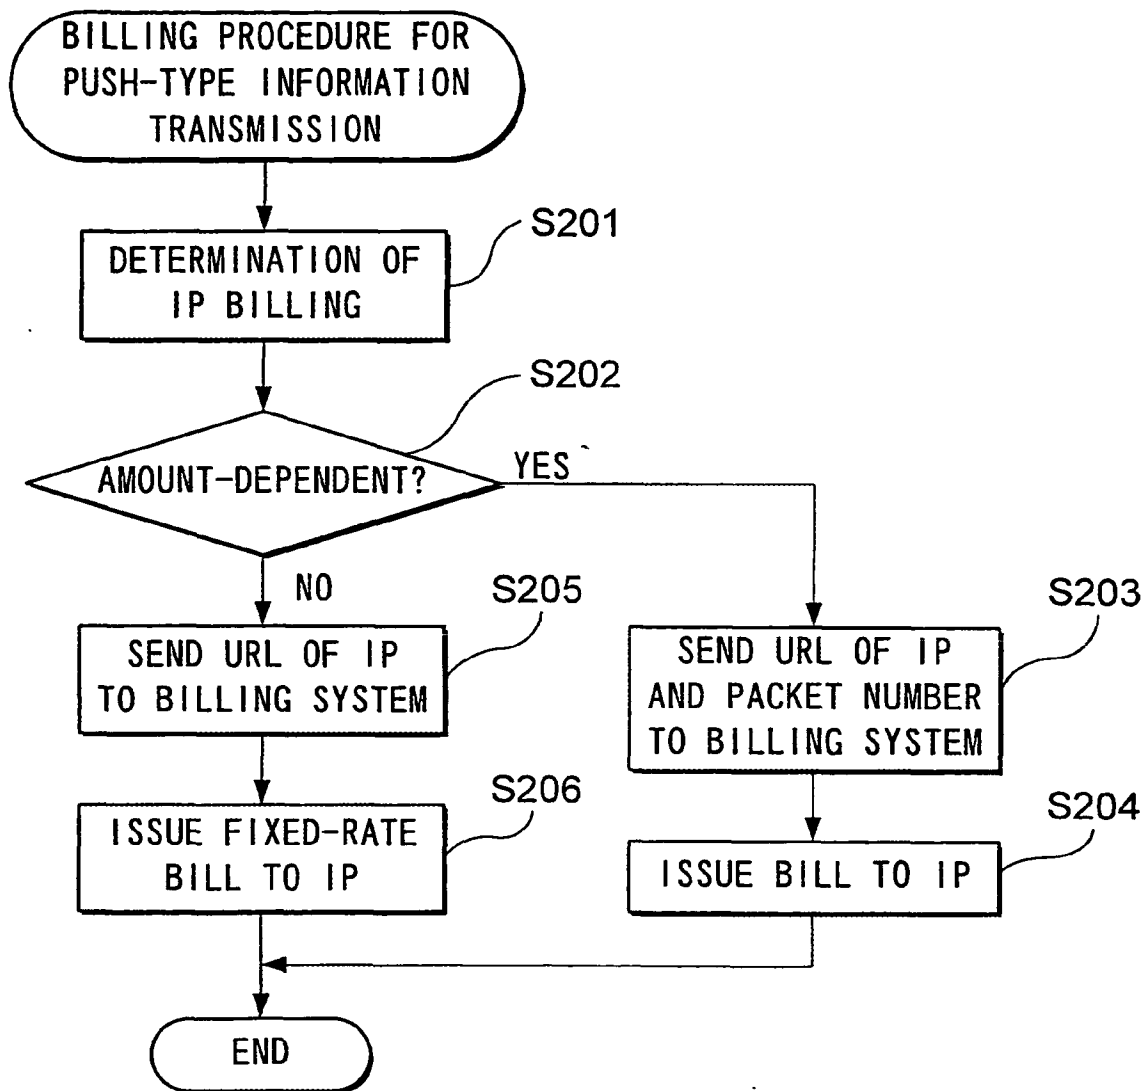 BILLING PROCEDURE FOR
PUSH-TYPE INFORMATION
TRANSMISSION
S201
DETERMINATION OF
IP BILLING
S202
AMOUNT-DEPENDENT?
YES
NO
S205
SEND URL OF IP
TO BILLING SYSTEM
S203
SEND URL OF IP
AND PACKET NUMBER
TO BILLING SYSTEM
S206
ISSUE FIXED-RATE
BILL TO IP
S204
ISSUE BILL TO IP
END